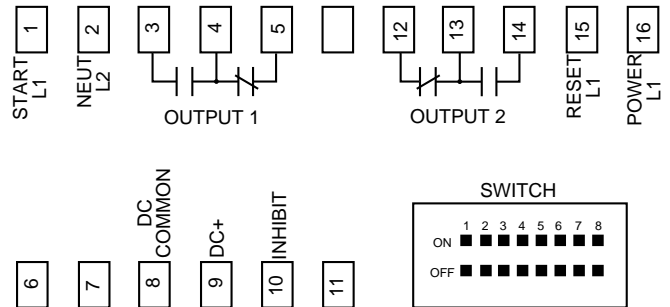 1 2 3 4 5 12 13 14 15 16
START L1
NEUT L2
OUTPUT 1
OUTPUT 2
RESET L1
POWER L1
DC COMMON
DC+
INHIBIT
6 7 8 9 10 11
SWITCH
1 2 3 4 5 6 7 8
ON
OFF